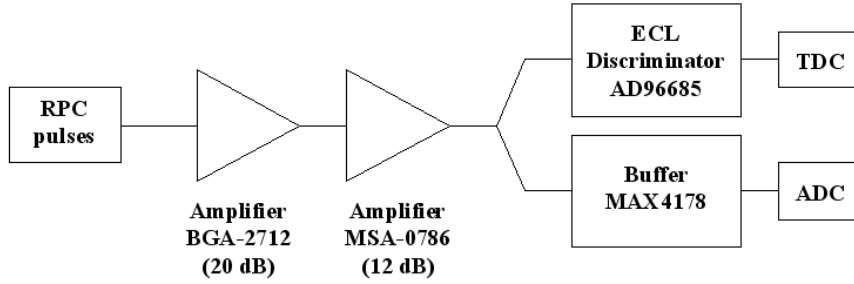 RPC
pulses
Amplifier
BGA-2712
(20 dB)
Amplifier
MSA-0786
(12 dB)
ECL
Discriminator
AD96685
TDC
Buffer
MAX4178
ADC